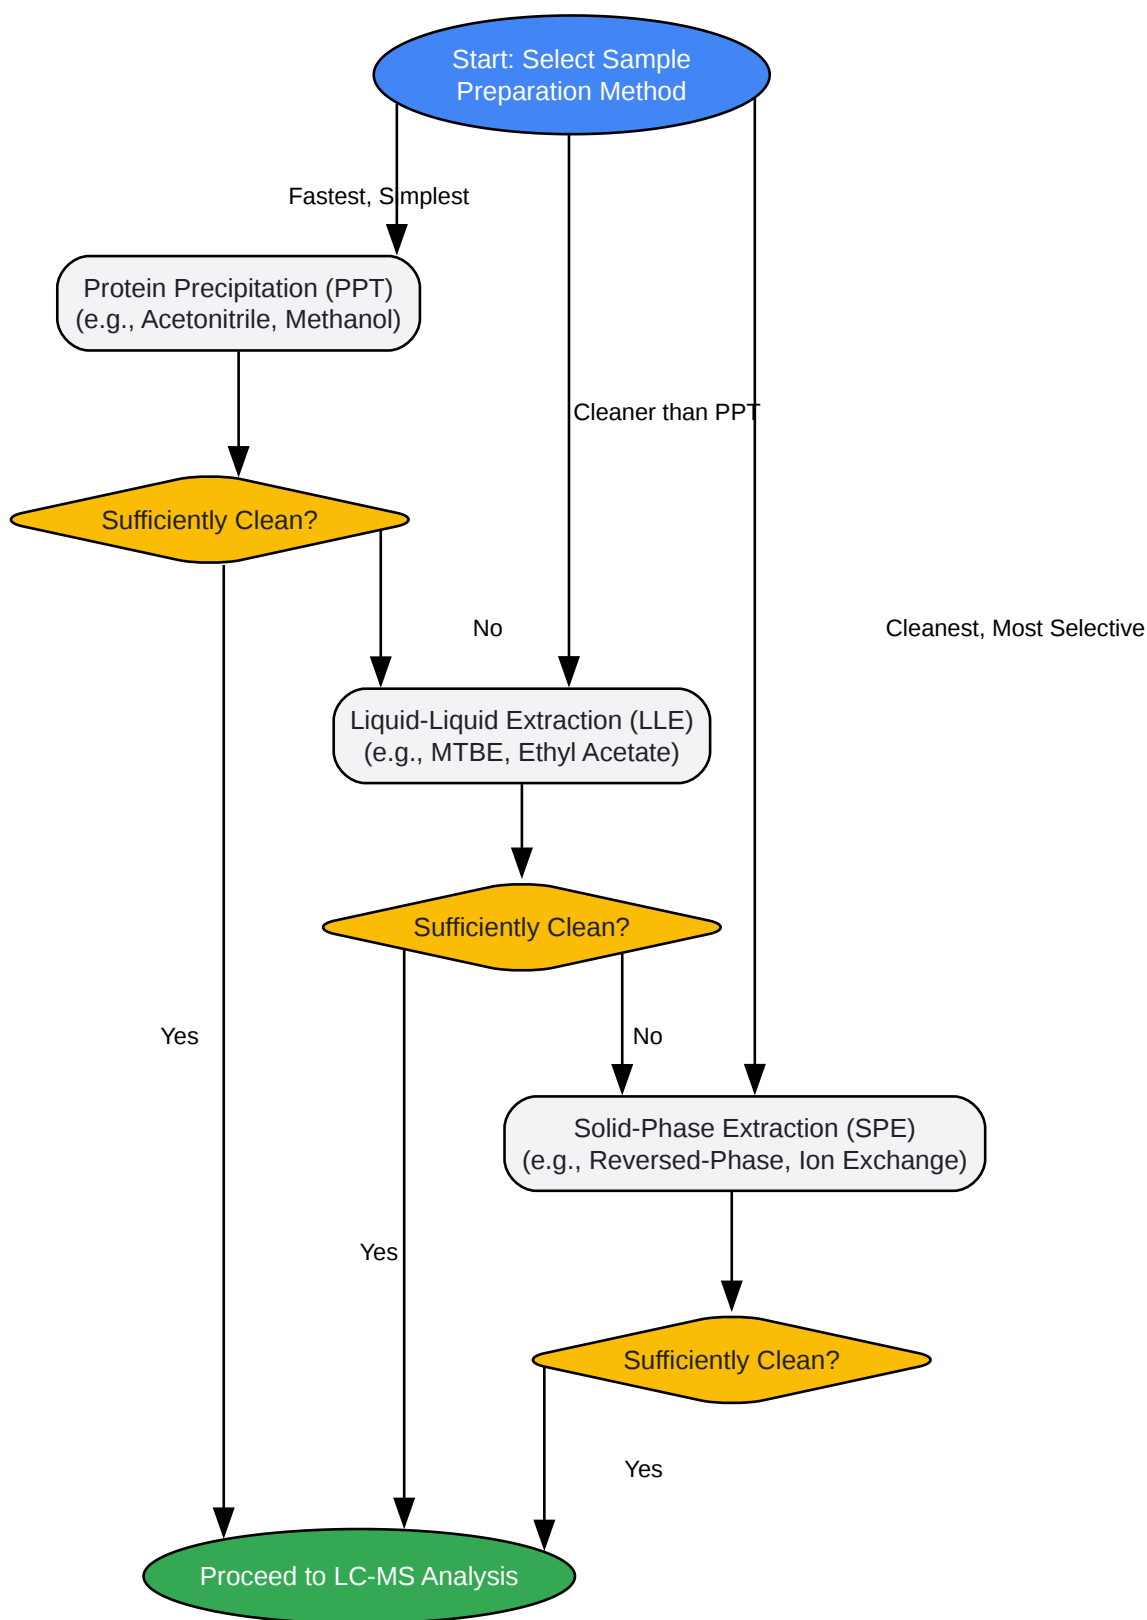 Start: Select Sample
Preparation Method
Fastest, Simplest
Protein Precipitation (PPT)
(e.g., Acetonitrile, Methanol)
Cleaner than PPT
Sufficiently Clean?
No
Cleanest, Most Selective
Liquid-Liquid Extraction (LLE)
(e.g., MTBE, Ethyl Acetate)
Sufficiently Clean?
Yes
No
Solid-Phase Extraction (SPE)
(e.g., Reversed-Phase, Ion Exchange)
Yes
Sufficiently Clean?
Yes
Proceed to LC-MS Analysis